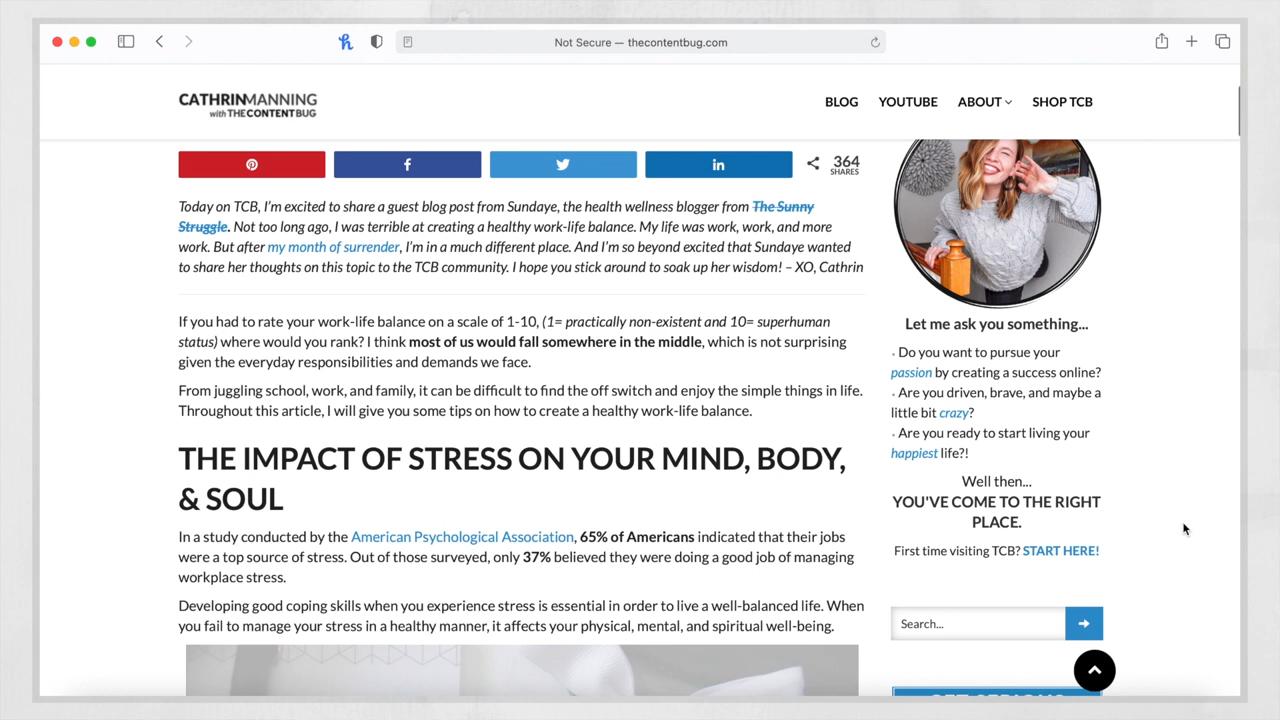 Not Secure — thecontentbug.com
CATHRINMANNING
with THECONTENTBUG
BLOG YOUTUBE ABOUT SHOP TCB
364
SHARES
Today on TCB, I'm excited to share a guest blog post from Sundaye, the health wellness blogger from The Sunny
Struggle. Not too long ago, I was terrible at creating a healthy work-life balance. My life was work, work, and more
work. But after my month of surrender, I'm in a much different place. And I'm so beyond excited that Sundaye wanted
to share her thoughts on this topic to the TCB community. I hope you stick around to soak up her wisdom! – XO, Cathrin
If you had to rate your work-life balance on a scale of 1-10, (1= practically non-existent and 10= superhuman
status) where would you rank? I think most of us would fall somewhere in the middle, which is not surprising
given the everyday responsibilities and demands we face.
From juggling school, work, and family, it can be difficult to find the off switch and enjoy the simple things in life.
Throughout this article, I will give you some tips on how to create a healthy work-life balance.
THE IMPACT OF STRESS ON YOUR MIND, BODY,
& SOUL
In a study conducted by the American Psychological Association, 65% of Americans indicated that their jobs
were a top source of stress. Out of those surveyed, only 37% believed they were doing a good job of managing
workplace stress.
Developing good coping skills when you experience stress is essential in order to live a well-balanced life. When
you fail to manage your stress in a healthy manner, it affects your physical, mental, and spiritual well-being.
Let me ask you something...
· Do you want to pursue your
passion by creating a success online?
· Are you driven, brave, and maybe a
little bit crazy?
· Are you ready to start living your
happiest life?!
Well then...
YOU'VE COME TO THE RIGHT
PLACE.
First time visiting TCB? START HERE!
Search...